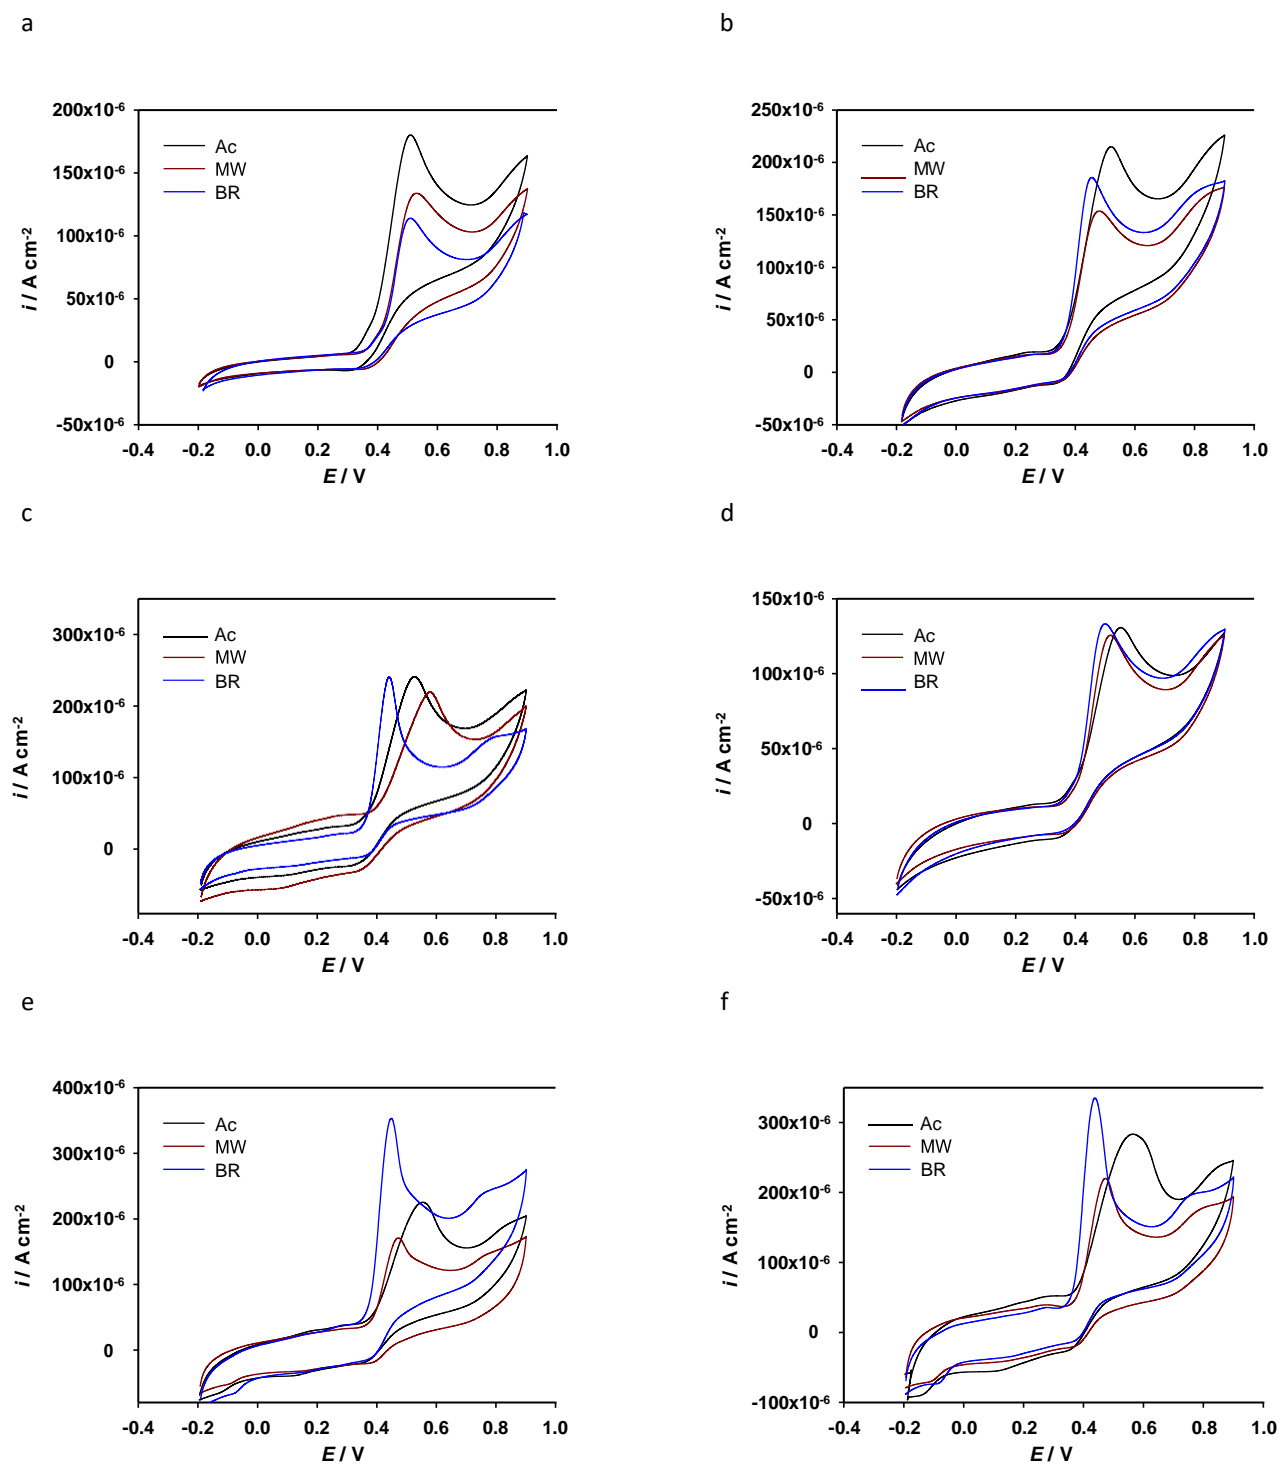 a
200x10⁻⁶
150x10⁻⁶
100x10⁻⁶
50x10⁻⁶
0
-50x10⁻⁶
i / A cm⁻²
Ac
MW
BR
-0.4 -0.2 0.0 0.2 0.4 0.6 0.8 1.0
E / V
b
250x10⁻⁶
200x10⁻⁶
150x10⁻⁶
100x10⁻⁶
50x10⁻⁶
0
-50x10⁻⁶
i / A cm⁻²
Ac
MW
BR
-0.4 -0.2 0.0 0.2 0.4 0.6 0.8 1.0
E / V
c
300x10⁻⁶
200x10⁻⁶
100x10⁻⁶
0
i / A cm⁻²
Ac
MW
BR
-0.4 -0.2 0.0 0.2 0.4 0.6 0.8 1.0
E / V
d
150x10⁻⁶
100x10⁻⁶
50x10⁻⁶
0
-50x10⁻⁶
i / A cm⁻²
Ac
MW
BR
-0.4 -0.2 0.0 0.2 0.4 0.6 0.8 1.0
E / V
e
400x10⁻⁶
300x10⁻⁶
200x10⁻⁶
100x10⁻⁶
0
i / A cm⁻²
Ac
MW
BR
-0.4 -0.2 0.0 0.2 0.4 0.6 0.8 1.0
E / V
f
300x10⁻⁶
200x10⁻⁶
100x10⁻⁶
0
-100x10⁻⁶
i / A cm⁻²
Ac
MW
BR
-0.4 -0.2 0.0 0.2 0.4 0.6 0.8 1.0
E / V